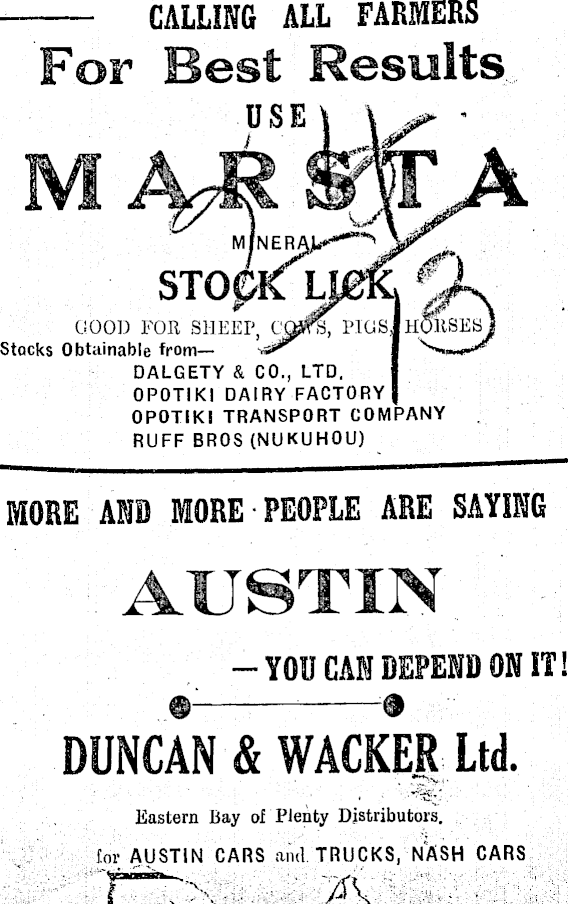 CALLING ALL FARMERS
For Best Results
USE
MARSTA
MINERAL
STOCK LICK
GOOD FOR SHEEP, COWS, PIGS, HORSES
Stocks Obtainable from—
DALGETY & CO., LTD.
OPOTIKI DAIRY FACTORY
OPOTIKI TRANSPORT COMPANY
RUFF BROS (NUKUHOU)
MORE AND MORE PEOPLE ARE SAYING
AUSTIN
— YOU CAN DEPEND ON IT!
DUNCAN & WACKER Ltd.
Eastern Bay of Plenty Distributors.
for AUSTIN CARS and TRUCKS, NASH CARS